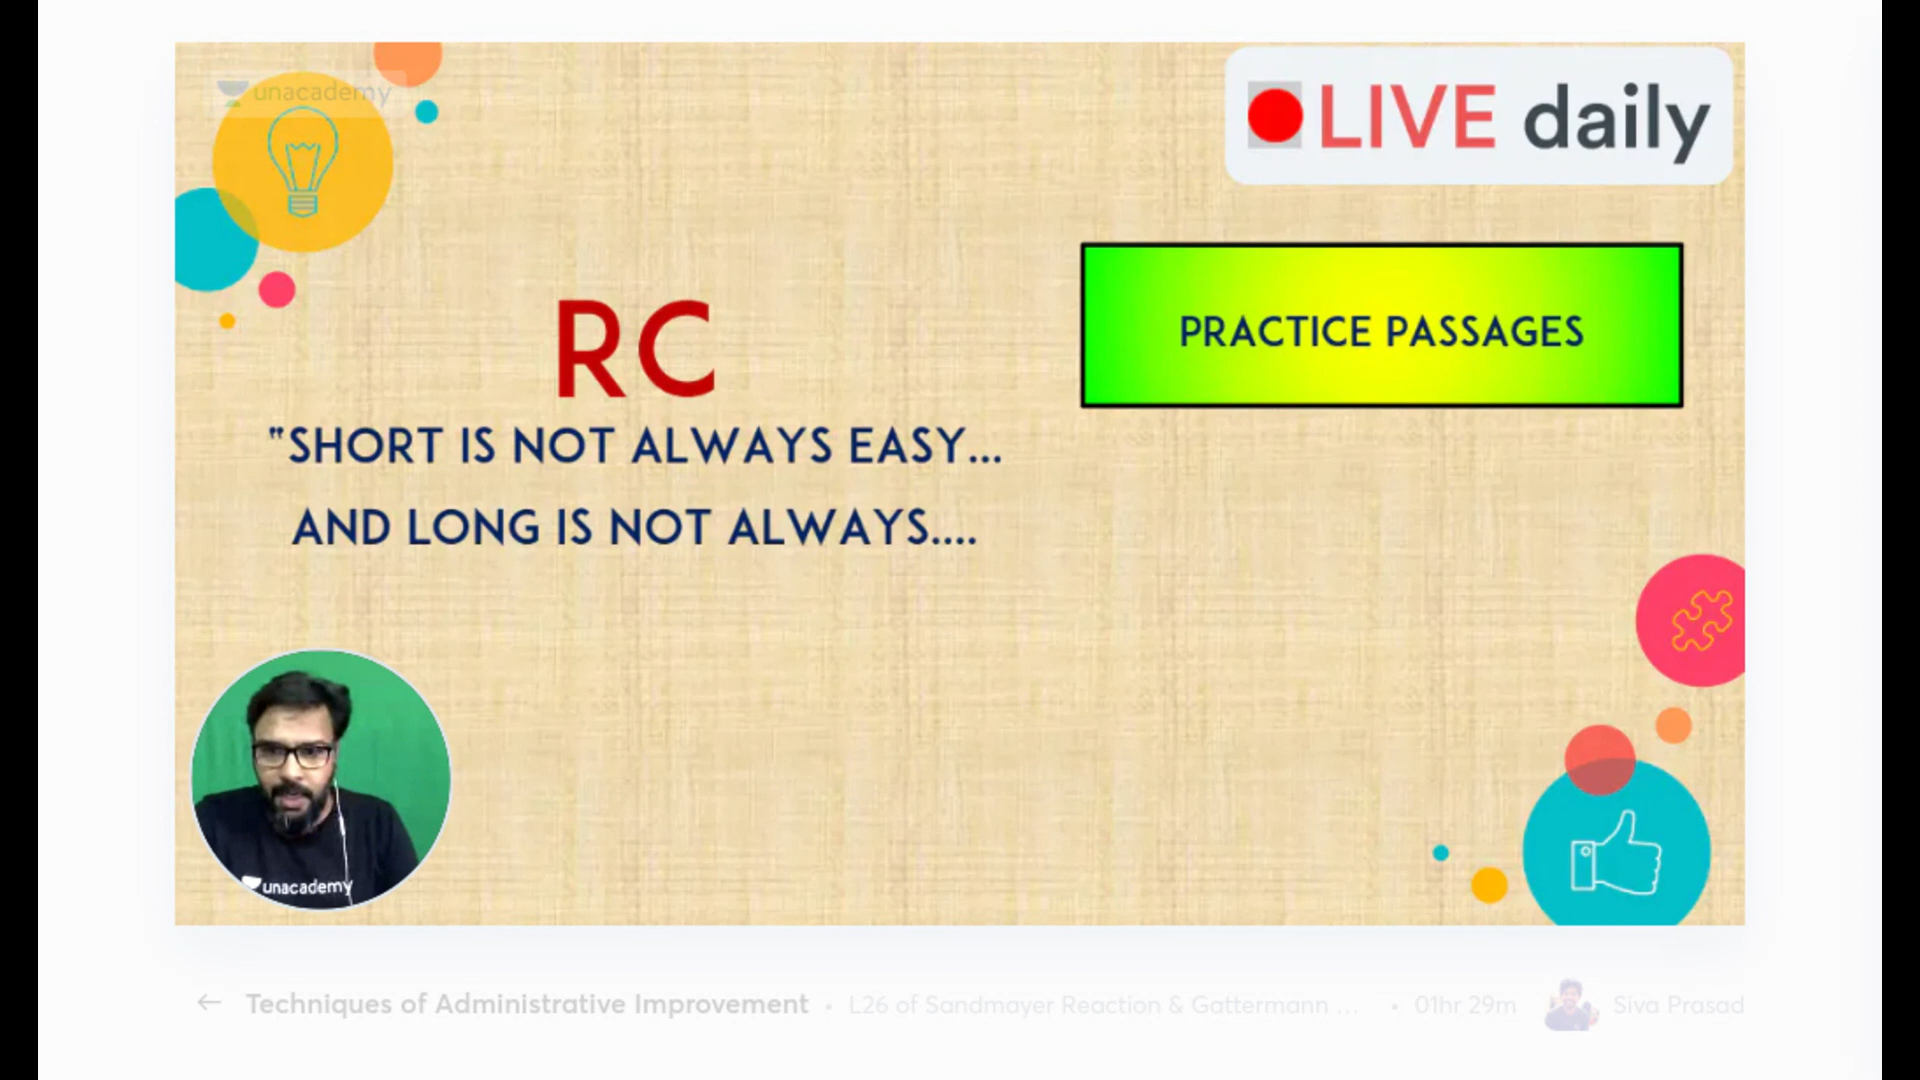 unacademy
LIVE daily
PRACTICE PASSAGES
RC
"SHORT IS NOT ALWAYS EASY...
AND LONG IS NOT ALWAYS....
unacademy
← Techniques of Administrative Improvement • L26 of Sandmayer Reaction & Gattermann ... • 01hr 29m Siva Prasad